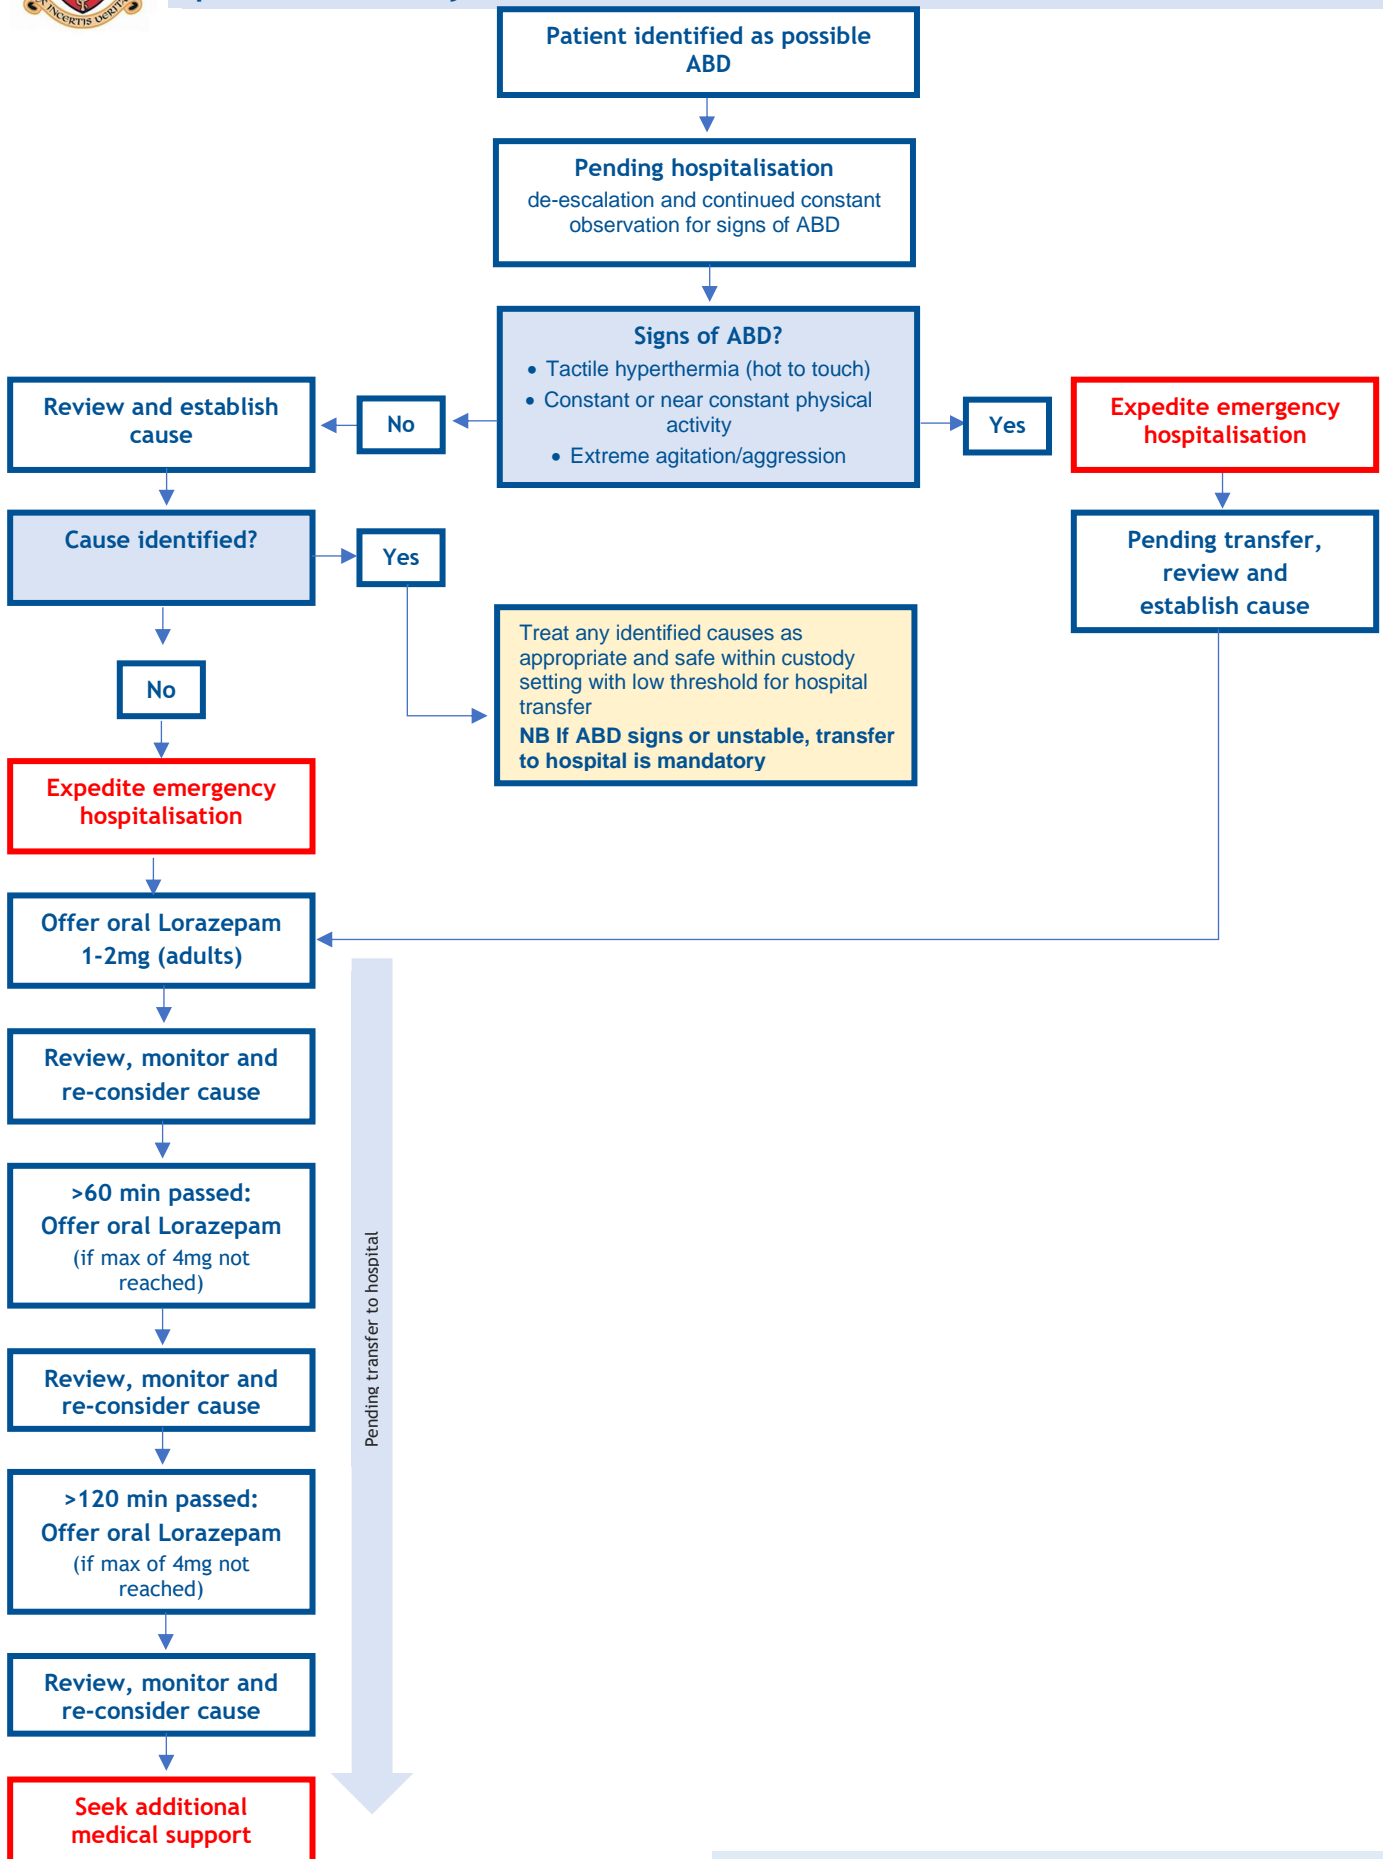 INCERTIS
Patient identified as possible
ABD
Pending hospitalisation
de-escalation and continued constant
observation for signs of ABD
Signs of ABD?
• Tactile hyperthermia (hot to touch)
• Constant or near constant physical
activity
• Extreme agitation/aggression
No
Yes
Review and establish
cause
Expedite emergency
hospitalisation
Cause identified?
Yes
Pending transfer,
review and
establish cause
Treat any identified causes as
appropriate and safe within custody
setting with low threshold for hospital
transfer
NB If ABD signs or unstable, transfer
to hospital is mandatory
No
Expedite emergency
hospitalisation
Offer oral Lorazepam
1-2mg (adults)
Review, monitor and
re-consider cause
>60 min passed:
Offer oral Lorazepam
(if max of 4mg not
reached)
Pending transfer to hospital
Review, monitor and
re-consider cause
>120 min passed:
Offer oral Lorazepam
(if max of 4mg not
reached)
Review, monitor and
re-consider cause
Seek additional
medical support